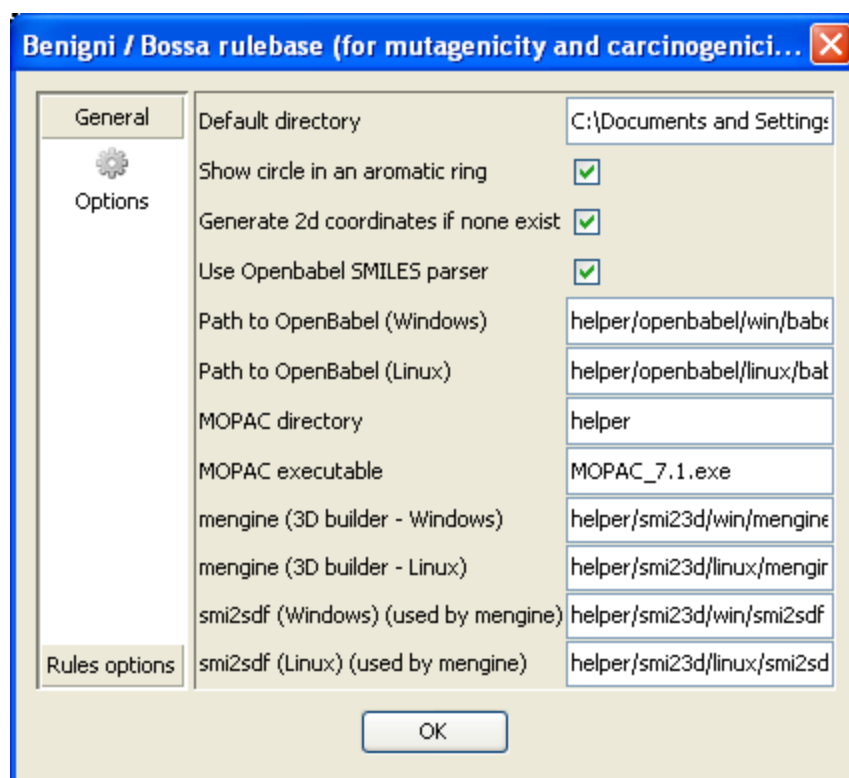 Benigni / Bossa rulebase (for mutagenicity and carcinogenici...
General
Options
Rules options
Default directory C:\Documents and Settings
Show circle in an aromatic ring
Generate 2d coordinates if none exist
Use Openbabel SMILES parser
Path to OpenBabel (Windows) helper/openbabel/win/babe
Path to OpenBabel (Linux) helper/openbabel/linux/bab
MOPAC directory helper
MOPAC executable MOPAC_7.1.exe
mengine (3D builder - Windows) helper/smi23d/win/mengine
mengine (3D builder - Linux) helper/smi23d/linux/mengin
smi2sdf (Windows) (used by mengine) helper/smi23d/win/smi2sdf
smi2sdf (Linux) (used by mengine) helper/smi23d/linux/smi2sd
OK